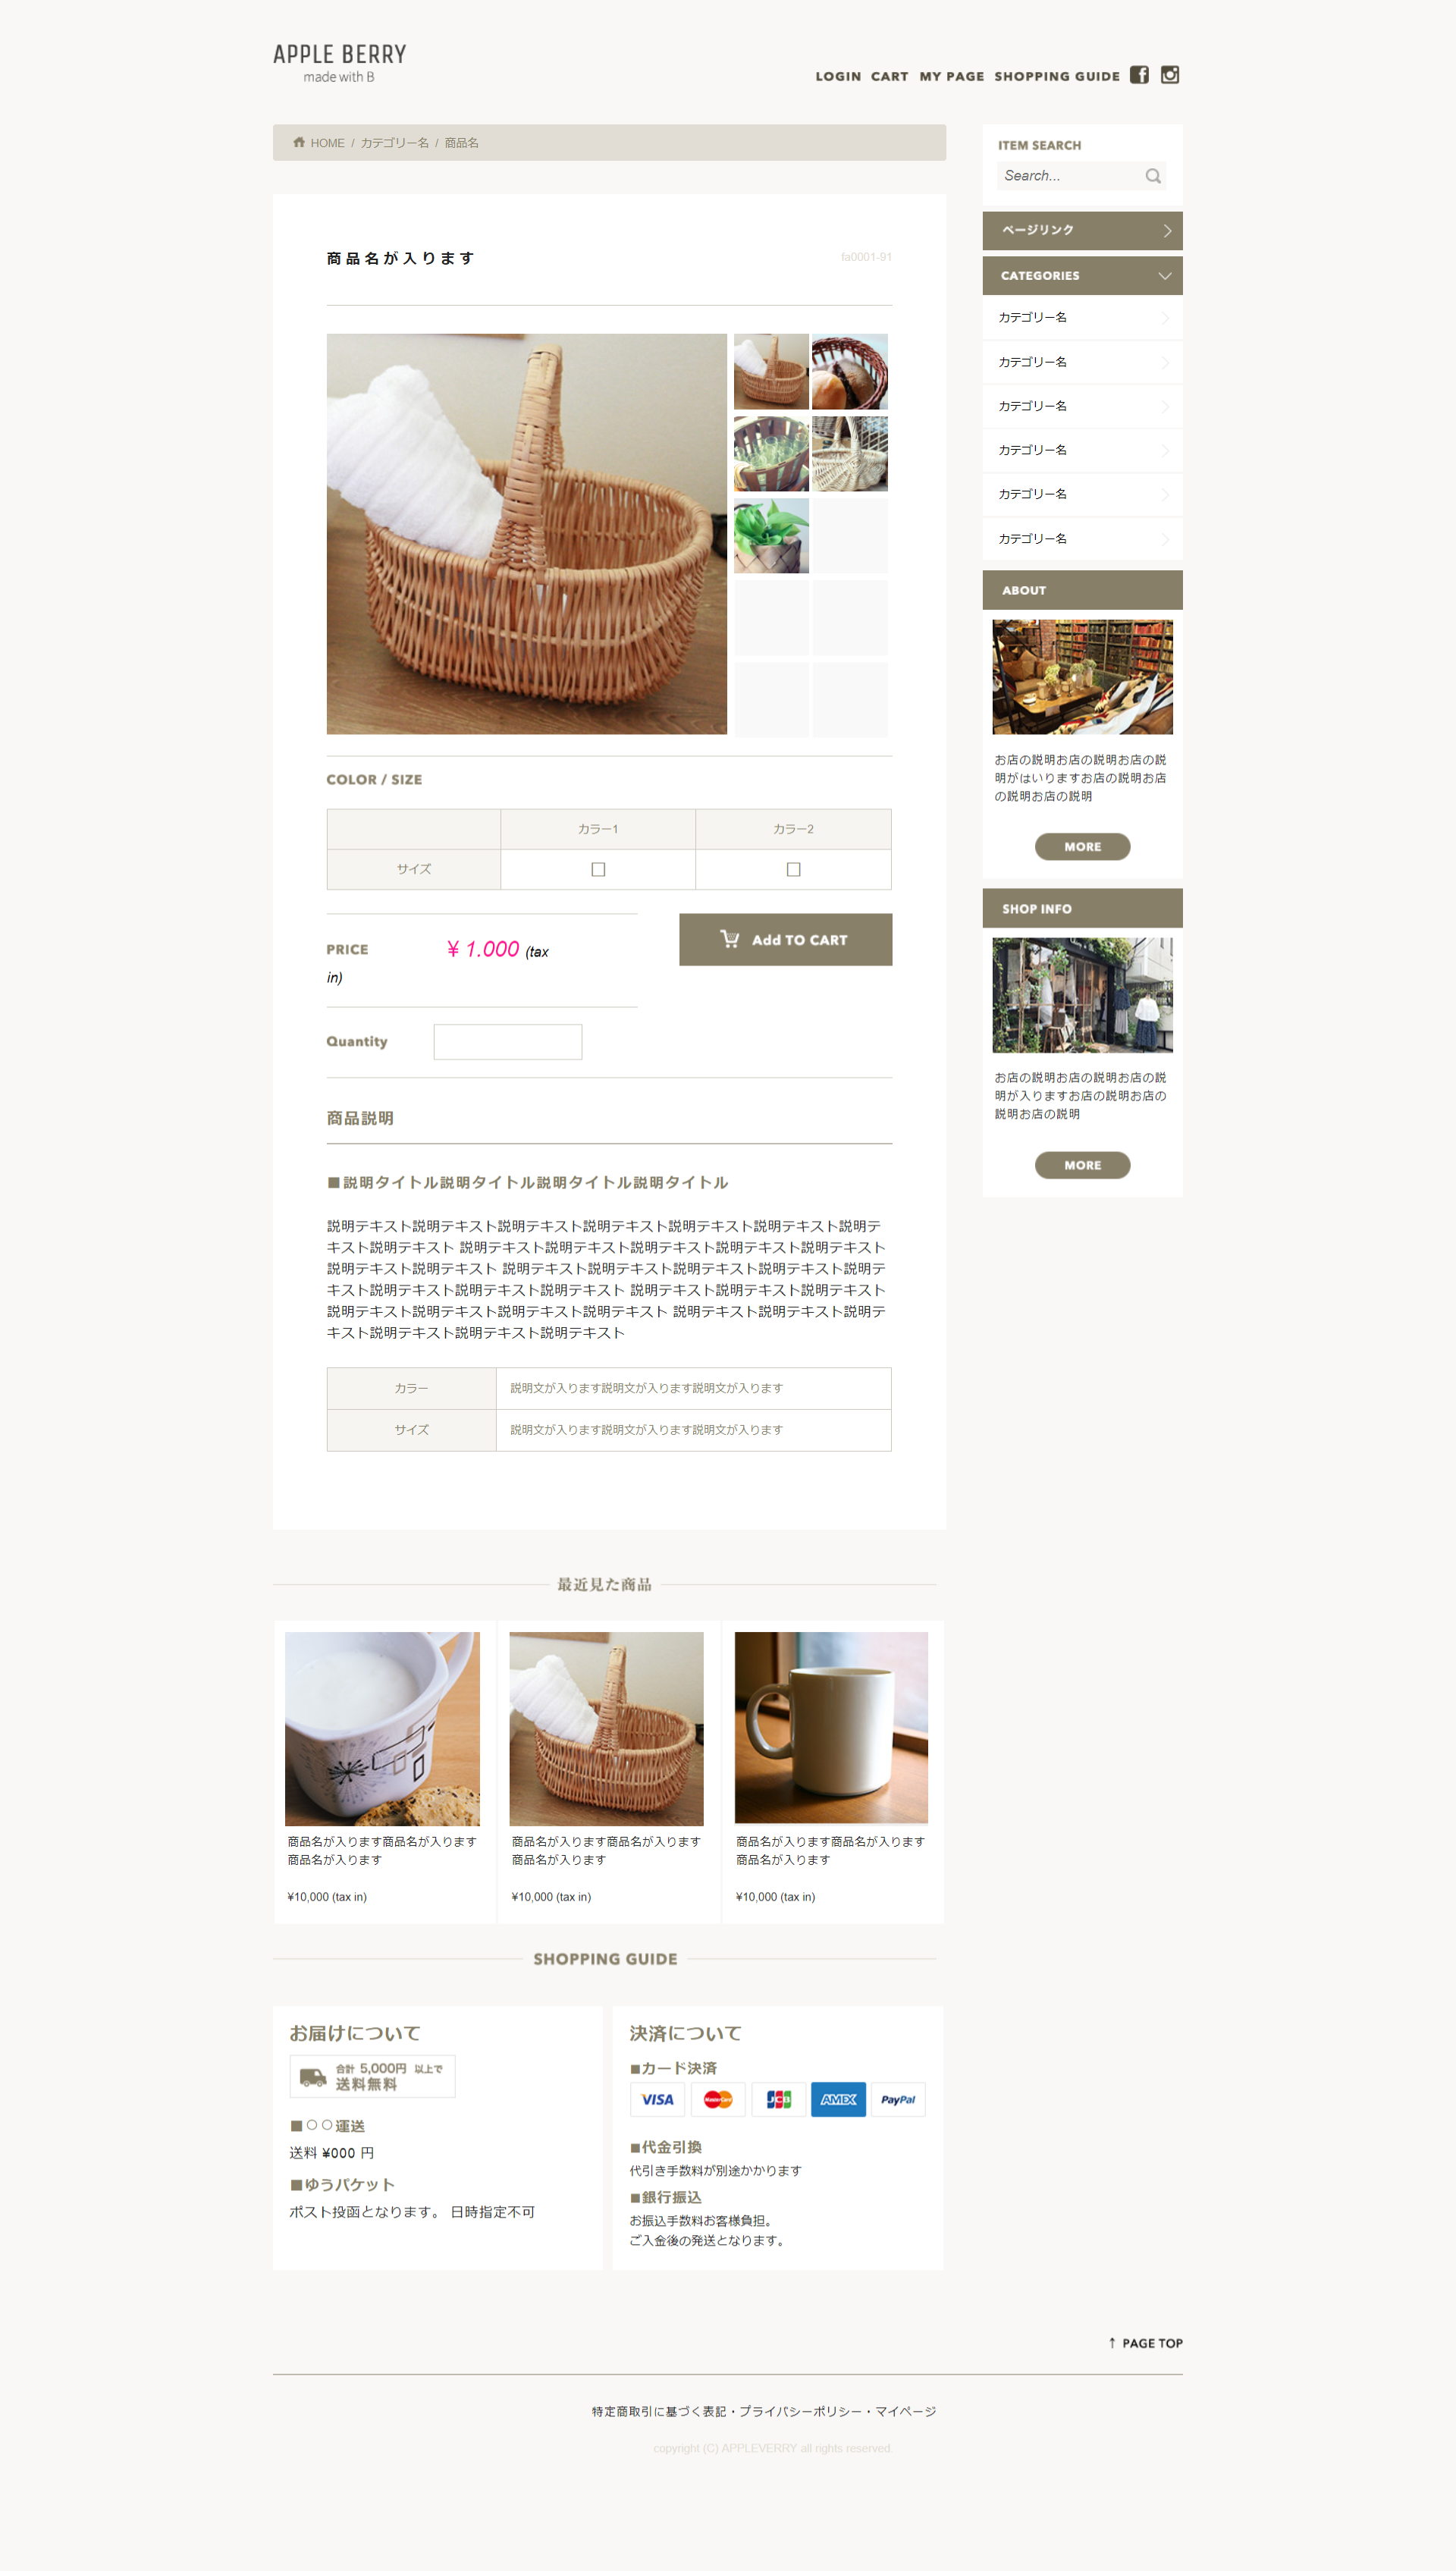 APPLE BERRY
made with B
LOGIN CART MY PAGE SHOPPING GUIDE
HOME / カテゴリー名 / 商品名
商品名が入ります
fa0001-91
COLOR / SIZE
カラー1 カラー2
サイズ
PRICE ¥ 1.000 (tax
in)
Add TO CART
Quantity
商品説明
■説明タイトル説明タイトル説明タイトル説明タイトル
説明テキスト説明テキスト説明テキスト説明テキスト説明テキスト説明テキスト説明テ
キスト説明テキスト 説明テキスト説明テキスト説明テキスト説明テキスト説明テキスト
説明テキスト説明テキスト 説明テキスト説明テキスト説明テキスト説明テキスト説明テ
キスト説明テキスト説明テキスト説明テキスト 説明テキスト説明テキスト説明テキスト
説明テキスト説明テキスト説明テキスト説明テキスト 説明テキスト説明テキスト説明テ
キスト説明テキスト説明テキスト説明テキスト
カラー 説明文が入ります説明文が入ります説明文が入ります
サイズ 説明文が入ります説明文が入ります説明文が入ります
ITEM SEARCH
Search...
ページリンク
CATEGORIES
カテゴリー名
カテゴリー名
カテゴリー名
カテゴリー名
カテゴリー名
カテゴリー名
ABOUT
お店の説明お店の説明お店の説
明がはいりますお店の説明お店
の説明お店の説明
MORE
SHOP INFO
お店の説明お店の説明お店の説
明が入りますお店の説明お店の
説明お店の説明
MORE
最近見た商品
商品名が入ります商品名が入ります
商品名が入ります
¥10,000 (tax in)
商品名が入ります商品名が入ります
商品名が入ります
¥10,000 (tax in)
商品名が入ります商品名が入ります
商品名が入ります
¥10,000 (tax in)
SHOPPING GUIDE
お届けについて
合計 5,000円 以上で
送料無料
■○○運送
送料 ¥000 円
■ゆうパケット
ポスト投函となります。 日時指定不可
決済について
■カード決済
VISA MasterCard JCB AMEX PayPal
■代金引換
代引き手数料が別途かかります
■銀行振込
お振込手数料お客様負担。
ご入金後の発送となります。
↑ PAGE TOP
特定商取引に基づく表記・プライバシーポリシー・マイページ
copyright (C) APPLEVERRY all rights reserved.